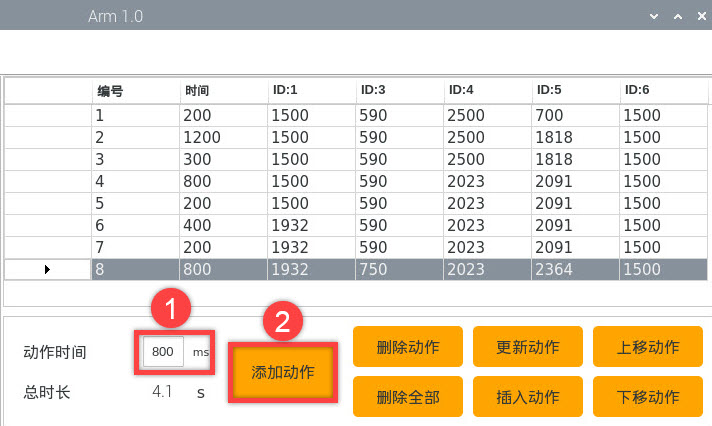 Arm 1.0
编号 时间 ID:1 ID:3 ID:4 ID:5 ID:6
1 200 1500 590 2500 700 1500
2 1200 1500 590 2500 1818 1500
3 300 1500 590 2500 1818 1500
4 800 1500 590 2023 2091 1500
5 200 1500 590 2023 2091 1500
6 400 1932 590 2023 2091 1500
7 200 1932 590 2023 2091 1500
8 800 1932 750 2023 2364 1500
1 2
动作时间 800 ms 添加动作 删除动作 更新动作 上移动作
总时长 4.1 s 删除全部 插入动作 下移动作